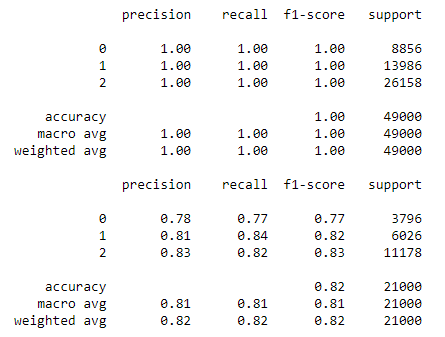 precision recall f1-score support
0 1.00 1.00 1.00 8856
1 1.00 1.00 1.00 13986
2 1.00 1.00 1.00 26158
accuracy 1.00 49000
macro avg 1.00 1.00 1.00 49000
weighted avg 1.00 1.00 1.00 49000
precision recall f1-score support
0 0.78 0.77 0.77 3796
1 0.81 0.84 0.82 6026
2 0.83 0.82 0.83 11178
accuracy 0.82 21000
macro avg 0.81 0.81 0.81 21000
weighted avg 0.82 0.82 0.82 21000